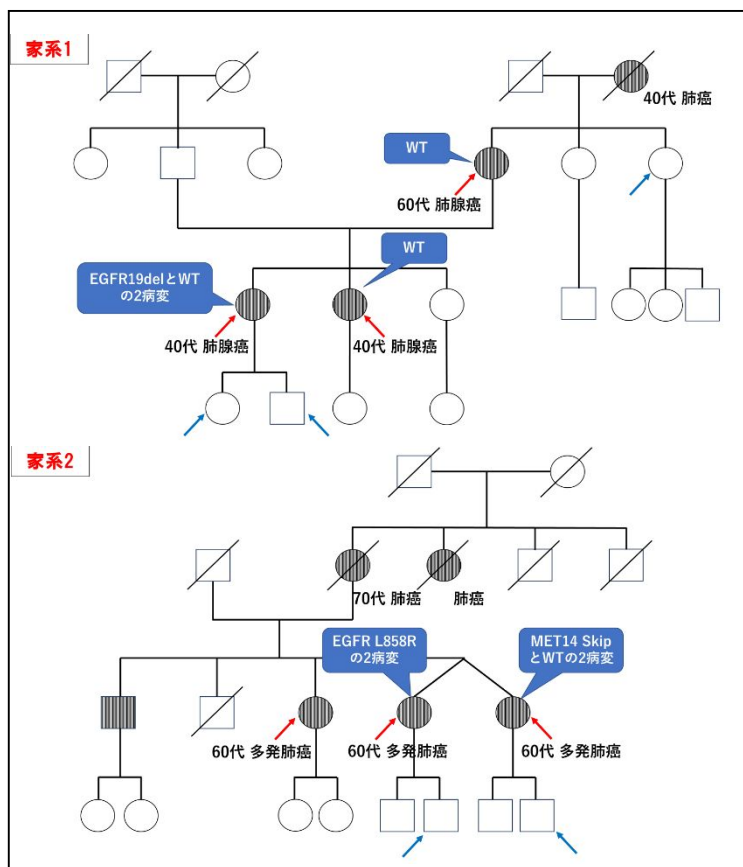 家系1
40代 肺癌
WT
60代 肺腺癌
WT
EGFR19delとWT
の2病変
40代 肺腺癌
40代 肺腺癌
家系2
70代 肺癌
肺癌
EGFR L858R
の2病変
MET14 Skip
とWTの2病変
60代 多発肺癌
60代 多発肺癌
60代 多発肺癌